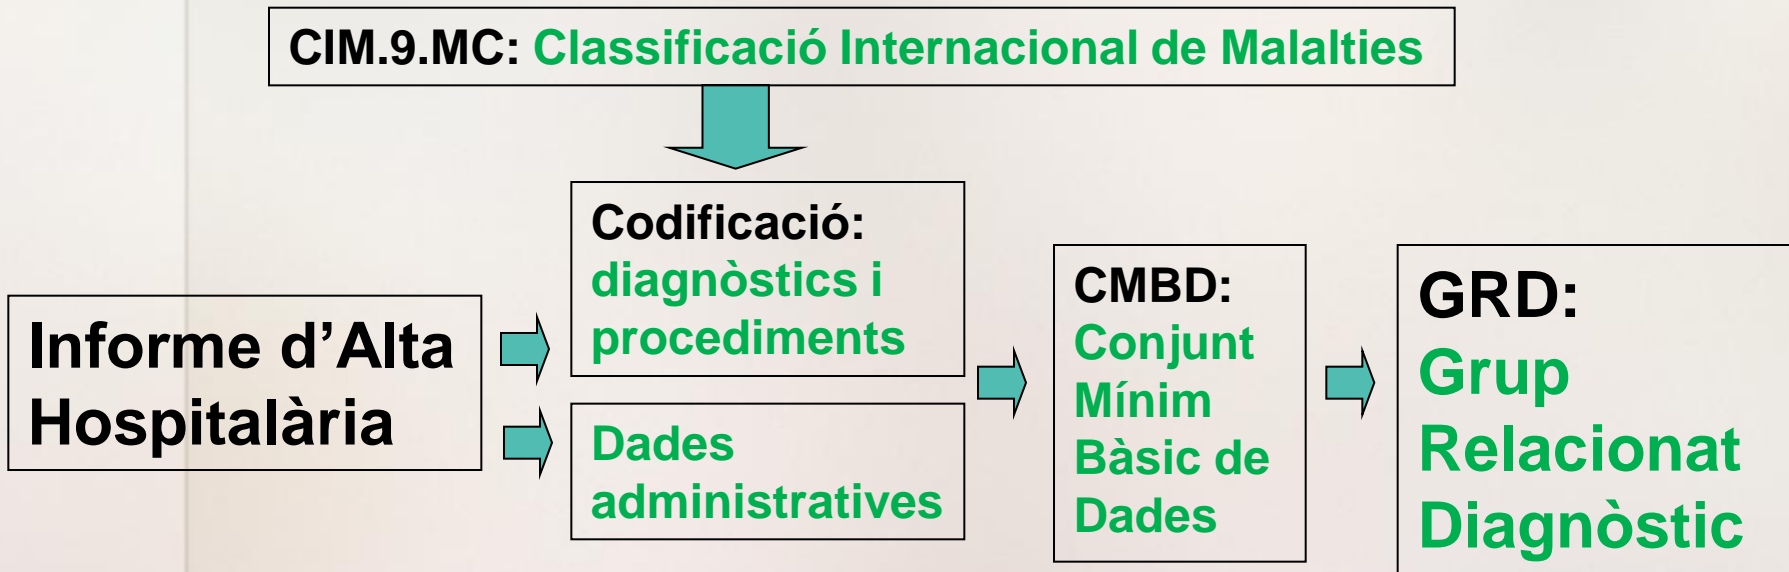 CIM.9.MC: Classificació Internacional de Malalties
Informe d’Alta
Hospitalària
Codificació:
diagnòstics i
procediments
Dades
administratives
CMBD:
Conjunt
Mínim
Bàsic de
Dades
GRD:
Grup
Relacionat
Diagnòstic